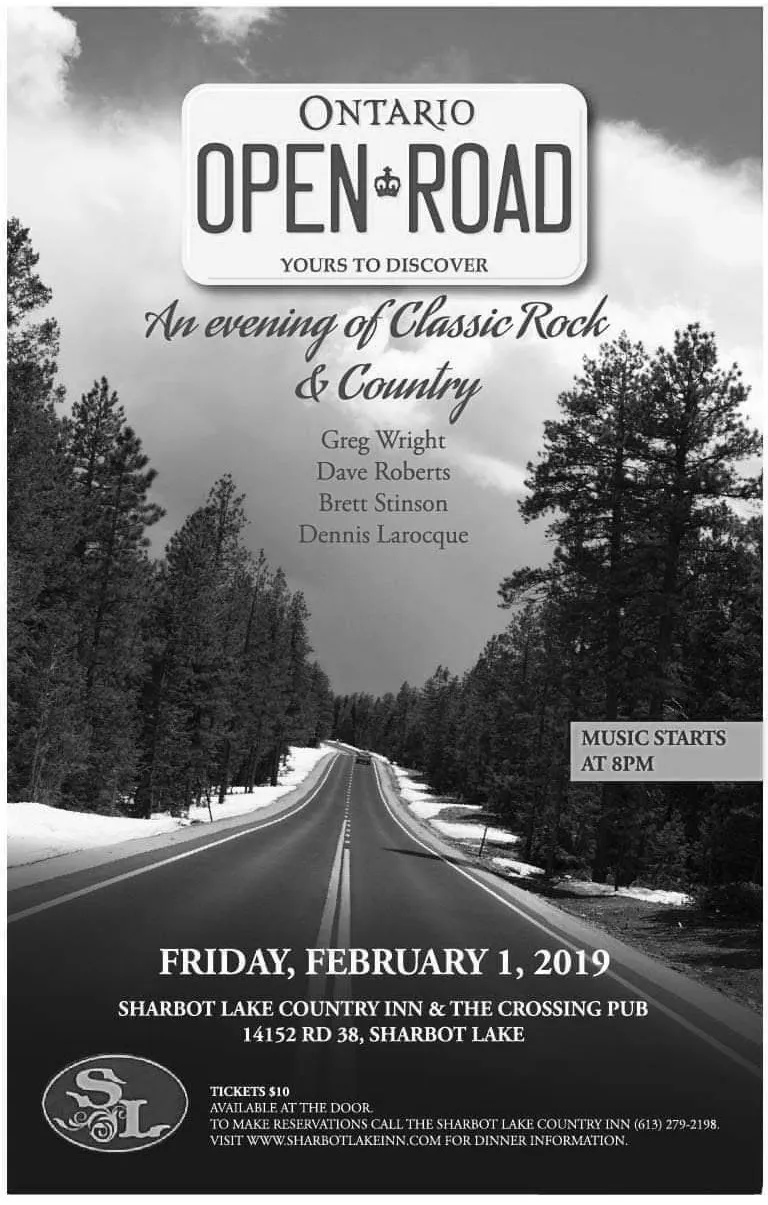 ONTARIO
OPEN ROAD
YOURS TO DISCOVER
An evening of Classic Rock
& Country
Greg Wright
Dave Roberts
Brett Stinson
Dennis Larocque
MUSIC STARTS
AT 8PM
FRIDAY, FEBRUARY 1, 2019
SHARBOT LAKE COUNTRY INN & THE CROSSING PUB
14152 RD 38, SHARBOT LAKE
SL
TICKETS $10
AVAILABLE AT THE DOOR.
TO MAKE RESERVATIONS CALL THE SHARBOT LAKE COUNTRY INN (613) 279-2198.
VISIT WWW.SHARBOTLAKEINN.COM FOR DINNER INFORMATION.